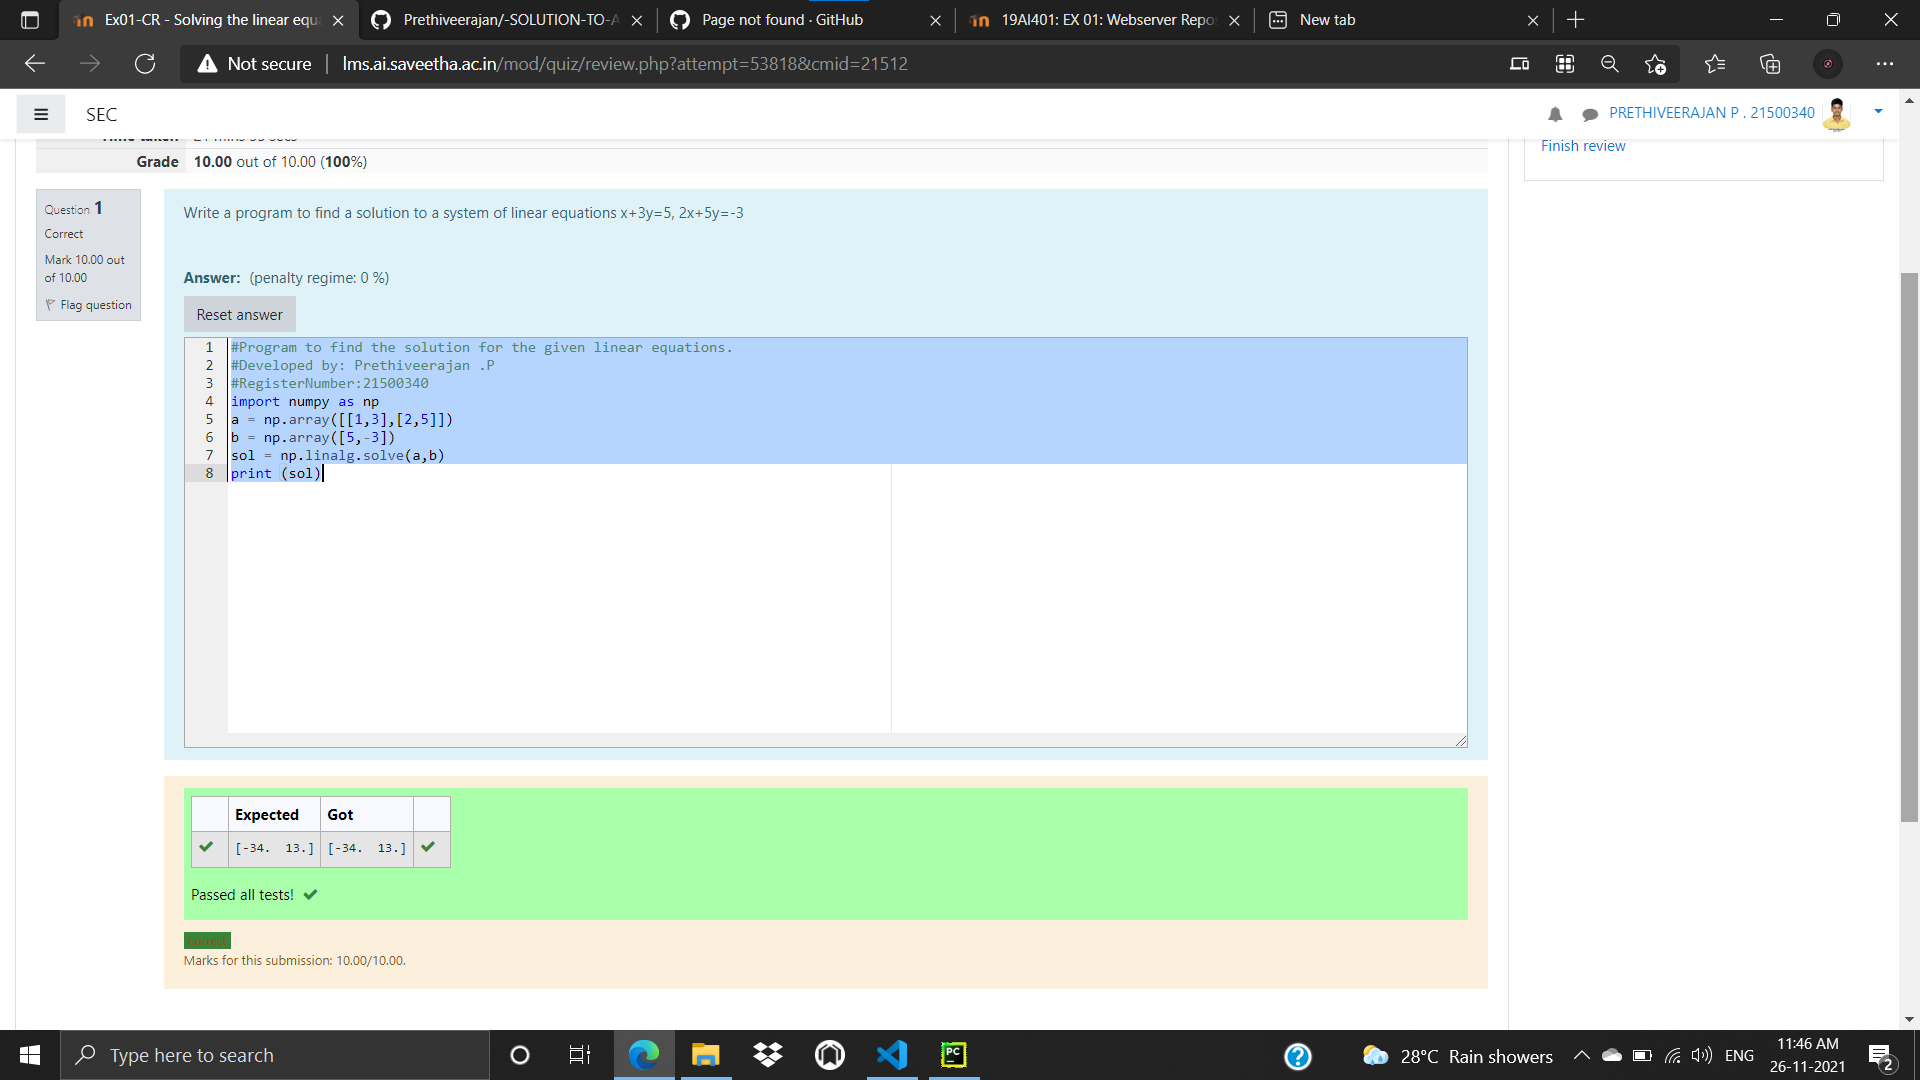 Ex01-CR - Solving the linear equ
Prethiveerajan/-SOLUTION-TO-A
Page not found · GitHub
19AI401: EX 01: Webserver Repo
New tab
Not secure
lms.ai.saveetha.ac.in/mod/quiz/review.php?attempt=53818&cmid=21512
SEC
PRETHIVEERAJAN P . 21500340
Grade 10.00 out of 10.00 (100%)
Finish review
Question 1
Correct
Mark 10.00 out
of 10.00
Flag question
Write a program to find a solution to a system of linear equations x+3y=5, 2x+5y=-3
Answer: (penalty regime: 0 %)
Reset answer
1 #Program to find the solution for the given linear equations.
2 #Developed by: Prethiveerajan .P
3 #RegisterNumber:21500340
4 import numpy as np
5 a = np.array([[1,3],[2,5]])
6 b = np.array([5,-3])
7 sol = np.linalg.solve(a,b)
8 print (sol)
Expected Got
[-34. 13.] [-34. 13.]
Passed all tests!
Correct
Marks for this submission: 10.00/10.00.
Type here to search
PC
28°C Rain showers
ENG
11:46 AM
26-11-2021
2